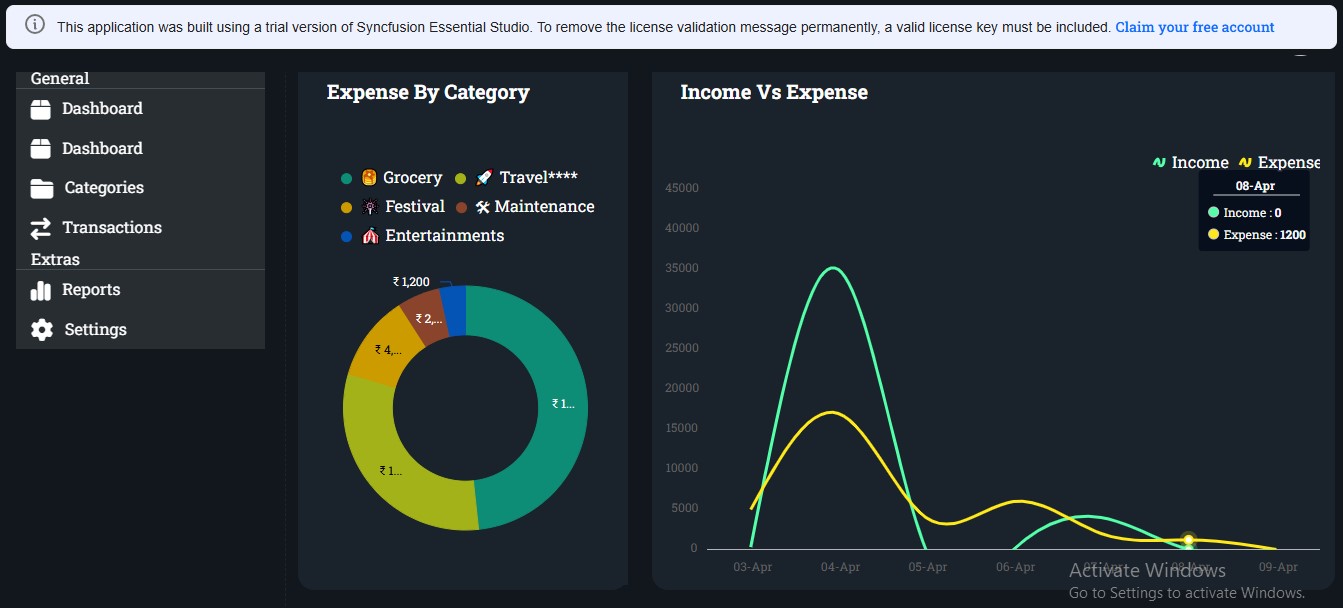 This application was built using a trial version of Syncfusion Essential Studio. To remove the license validation message permanently, a valid license key must be included. Claim your free account
General
Dashboard
Dashboard
Categories
Transactions
Extras
Reports
Settings
Expense By Category
Grocery Travel****
Festival Maintenance
Entertainments
₹1,200
₹2,...
₹4,...
₹1...
₹1...
Income Vs Expense
Income Expense
08-Apr
Income : 0
Expense : 1200
45000
40000
35000
30000
25000
20000
15000
10000
5000
0
03-Apr 04-Apr 05-Apr 06-Apr 07-Apr 08-Apr 09-Apr
Activate Windows
Go to Settings to activate Windows.